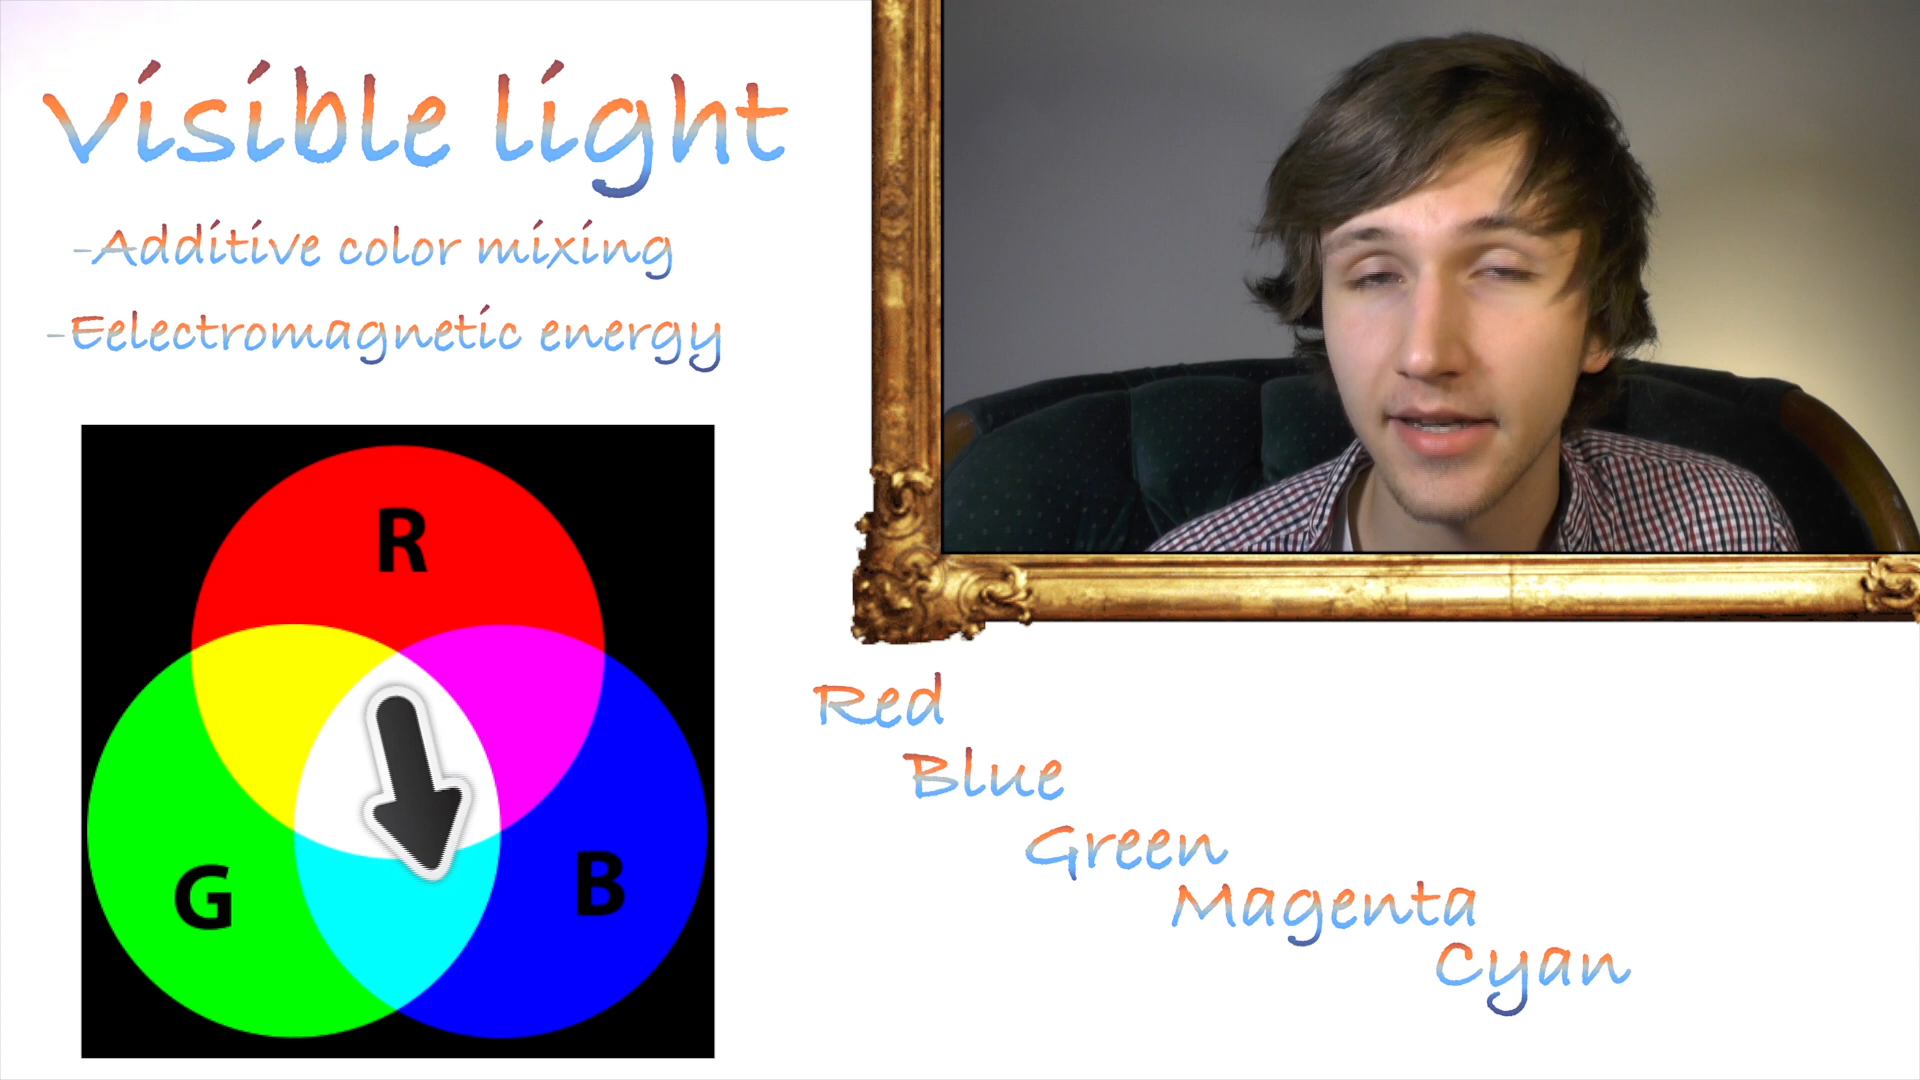 Visible light
-Additive color mixing
-Eelectromagnetic energy
R
G
B
Red
Blue
Green
Magenta
Cyan